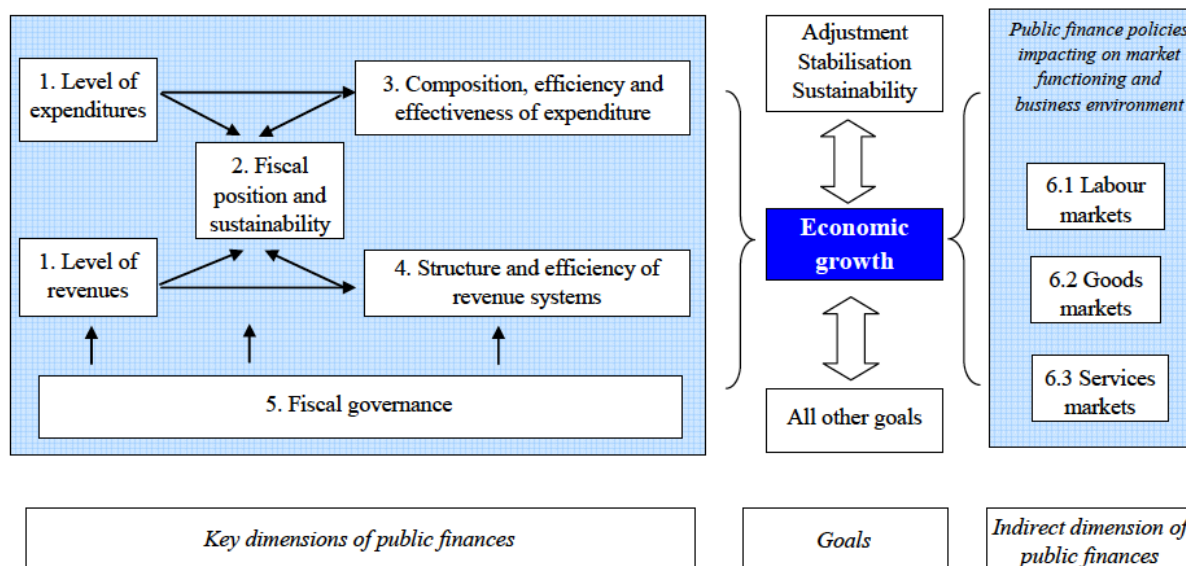 1. Level of
expenditures
3. Composition, efficiency and
effectiveness of expenditure
2. Fiscal
position and
sustainability
1. Level of
revenues
4. Structure and efficiency of
revenue systems
5. Fiscal governance
Adjustment
Stabilisation
Sustainability
Economic
growth
All other goals
Public finance policies
impacting on market
functioning and
business environment
6.1 Labour
markets
6.2 Goods
markets
6.3 Services
markets
Key dimensions of public finances
Goals
Indirect dimension of
public finances